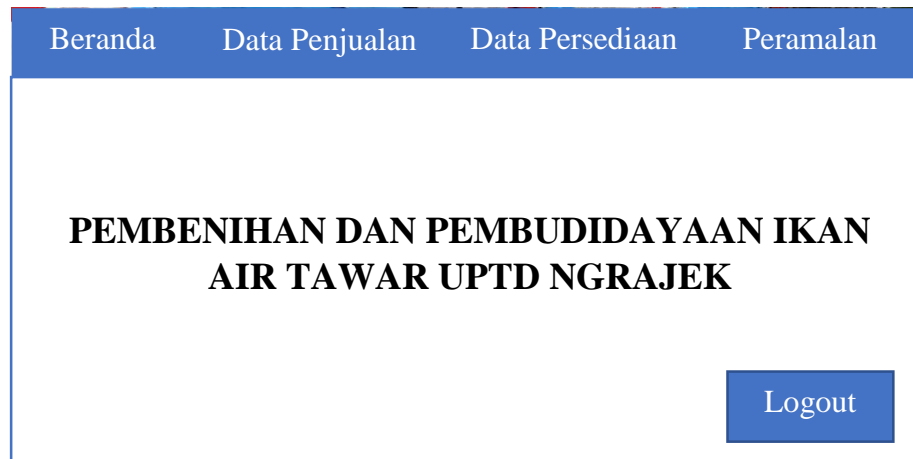 Beranda Data Penjualan Data Persediaan Peramalan
PEMBENIHAN DAN PEMBUDIDAYAAN IKAN
AIR TAWAR UPTD NGRAJEK
Logout